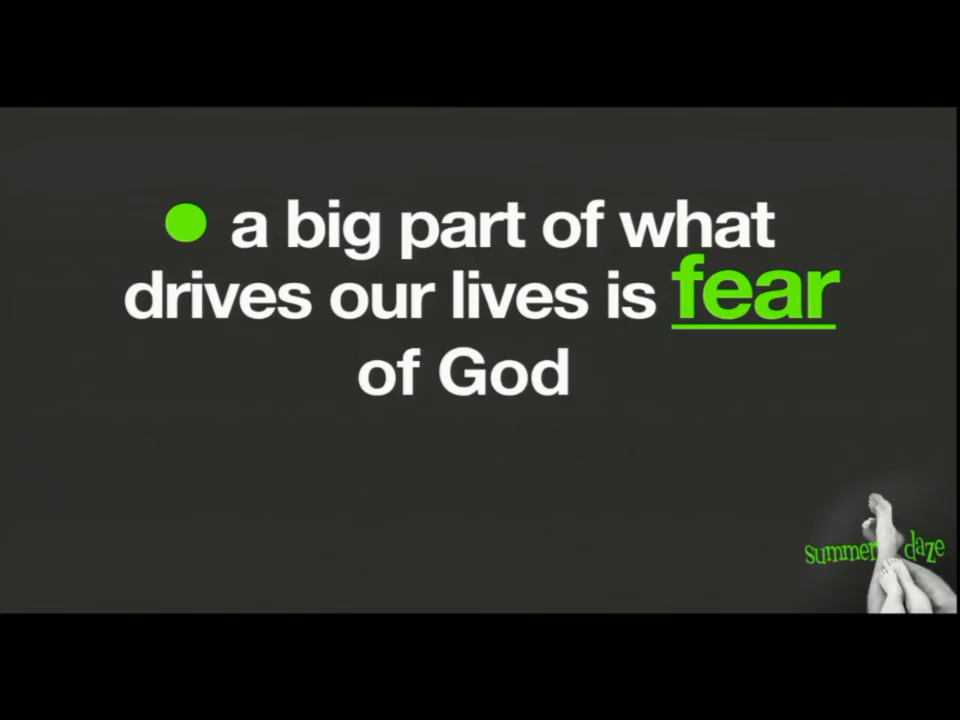 ● a big part of what
drives our lives is fear
of God
summer daze